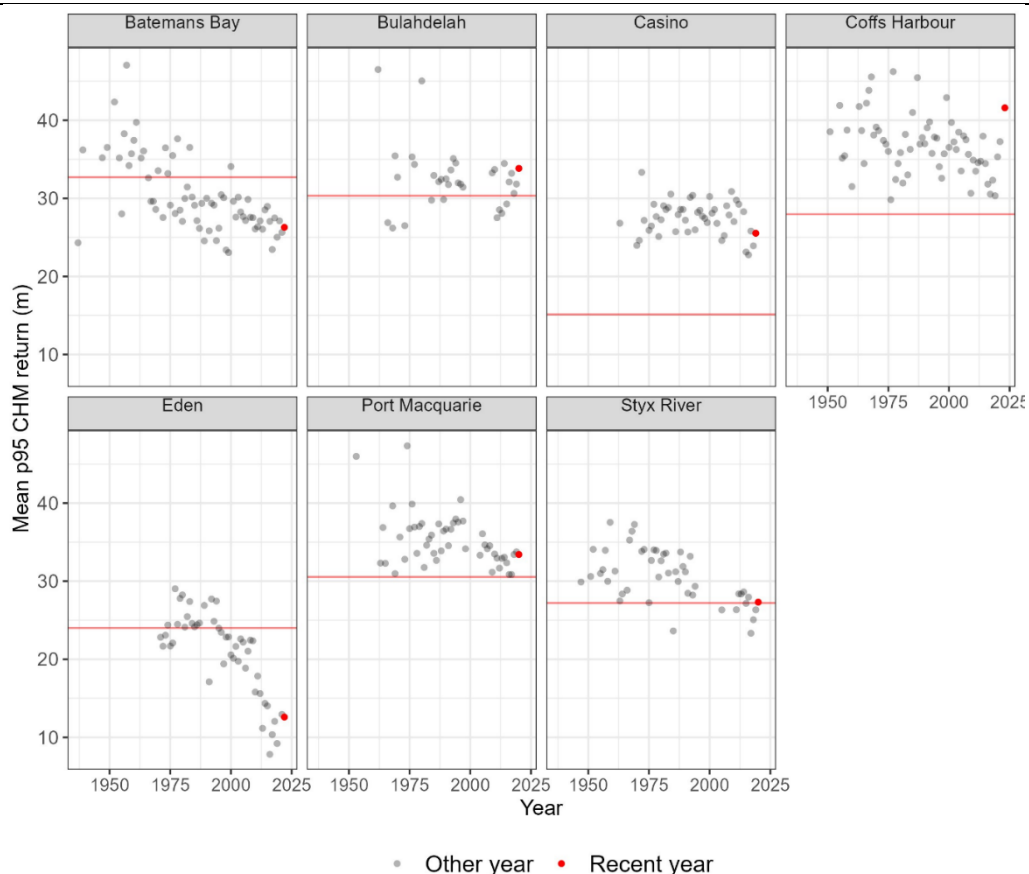 Batemans Bay Bulahdelah Casino Coffs Harbour
40
30
20
10
1950 1975 2000 2025
Eden Port Macquarie Styx River
40
30
20
10
1950 1975 2000 2025 1950 1975 2000 2025 1950 1975 2000 2025
Mean p95 CHM return (m)
Year
Other year Recent year